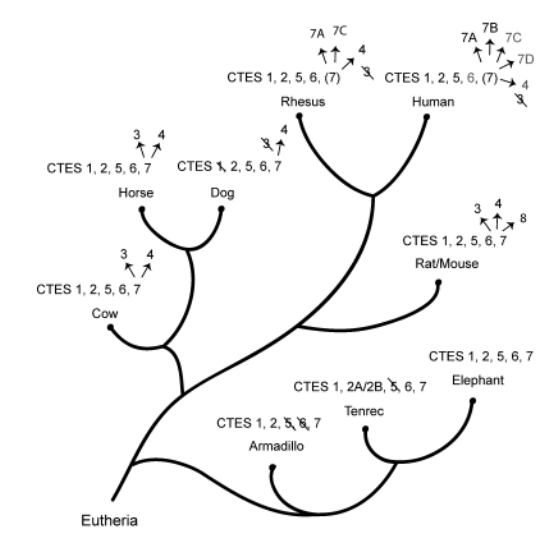 7A 7C
4
3
CTES 1, 2, 5, 6, (7)
Rhesus
7A 7B 7C
7D
4
3
CTES 1, 2, 5, 6, (7)
Human
3 4
CTES 1, 2, 5, 6, 7
Horse
3 4
CTES 1, 2, 5, 6, 7
Dog
3 4
CTES 1, 2, 5, 6, 7
Cow
3 4 8
CTES 1, 2, 5, 6, 7
Rat/Mouse
CTES 1, 2, 5, 6, 7
Elephant
CTES 1, 2A/2B, 5, 6, 7
Tenrec
CTES 1, 2, 5, 6, 7
Armadillo
Eutheria